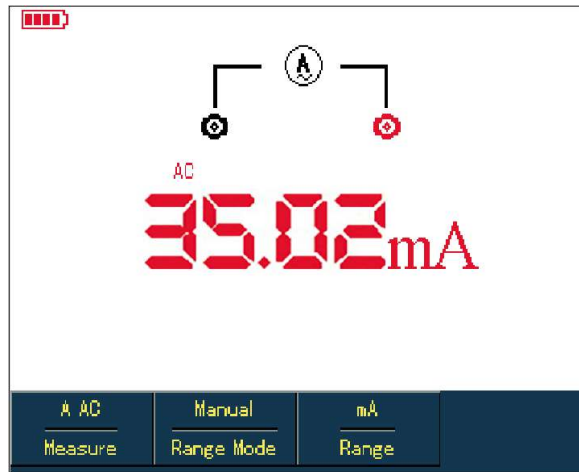 A
AC
35.02mA
A AC Manual mA
Measure Range Mode Range